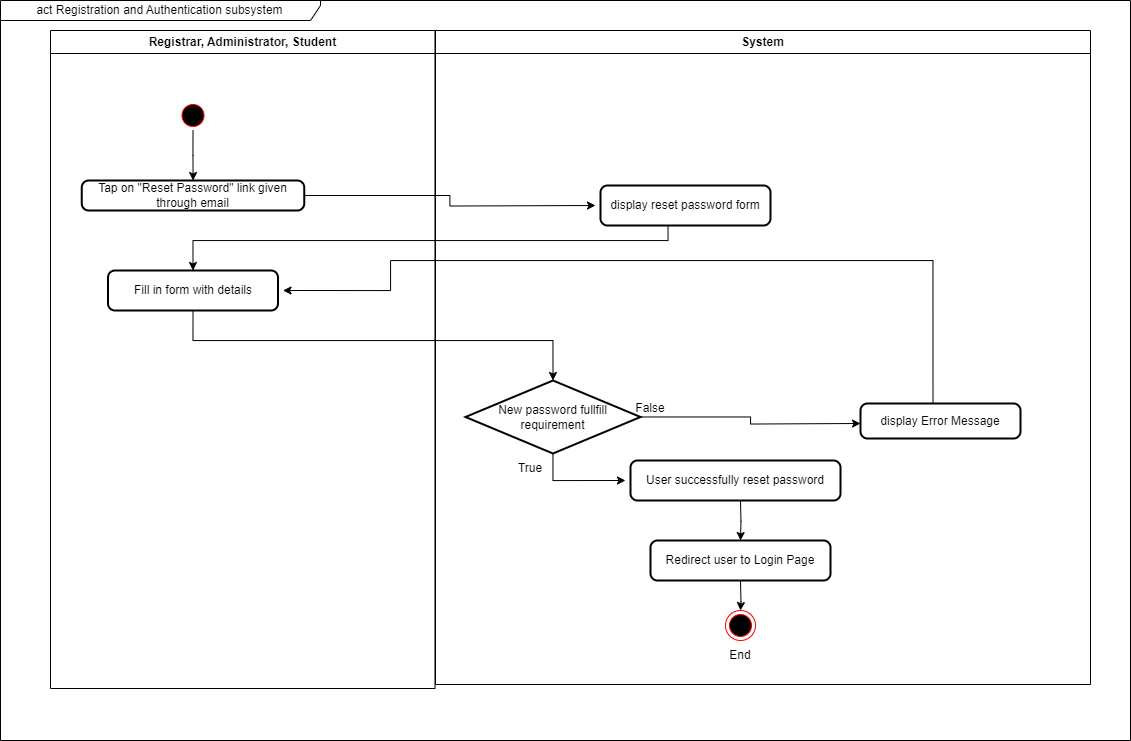 act Registration and Authentication subsystem
Registrar, Administrator, Student
System
Tap on "Reset Password" link given
through email
display reset password form
Fill in form with details
New password fullfill
requirement
False
display Error Message
True
User successfully reset password
Redirect user to Login Page
End